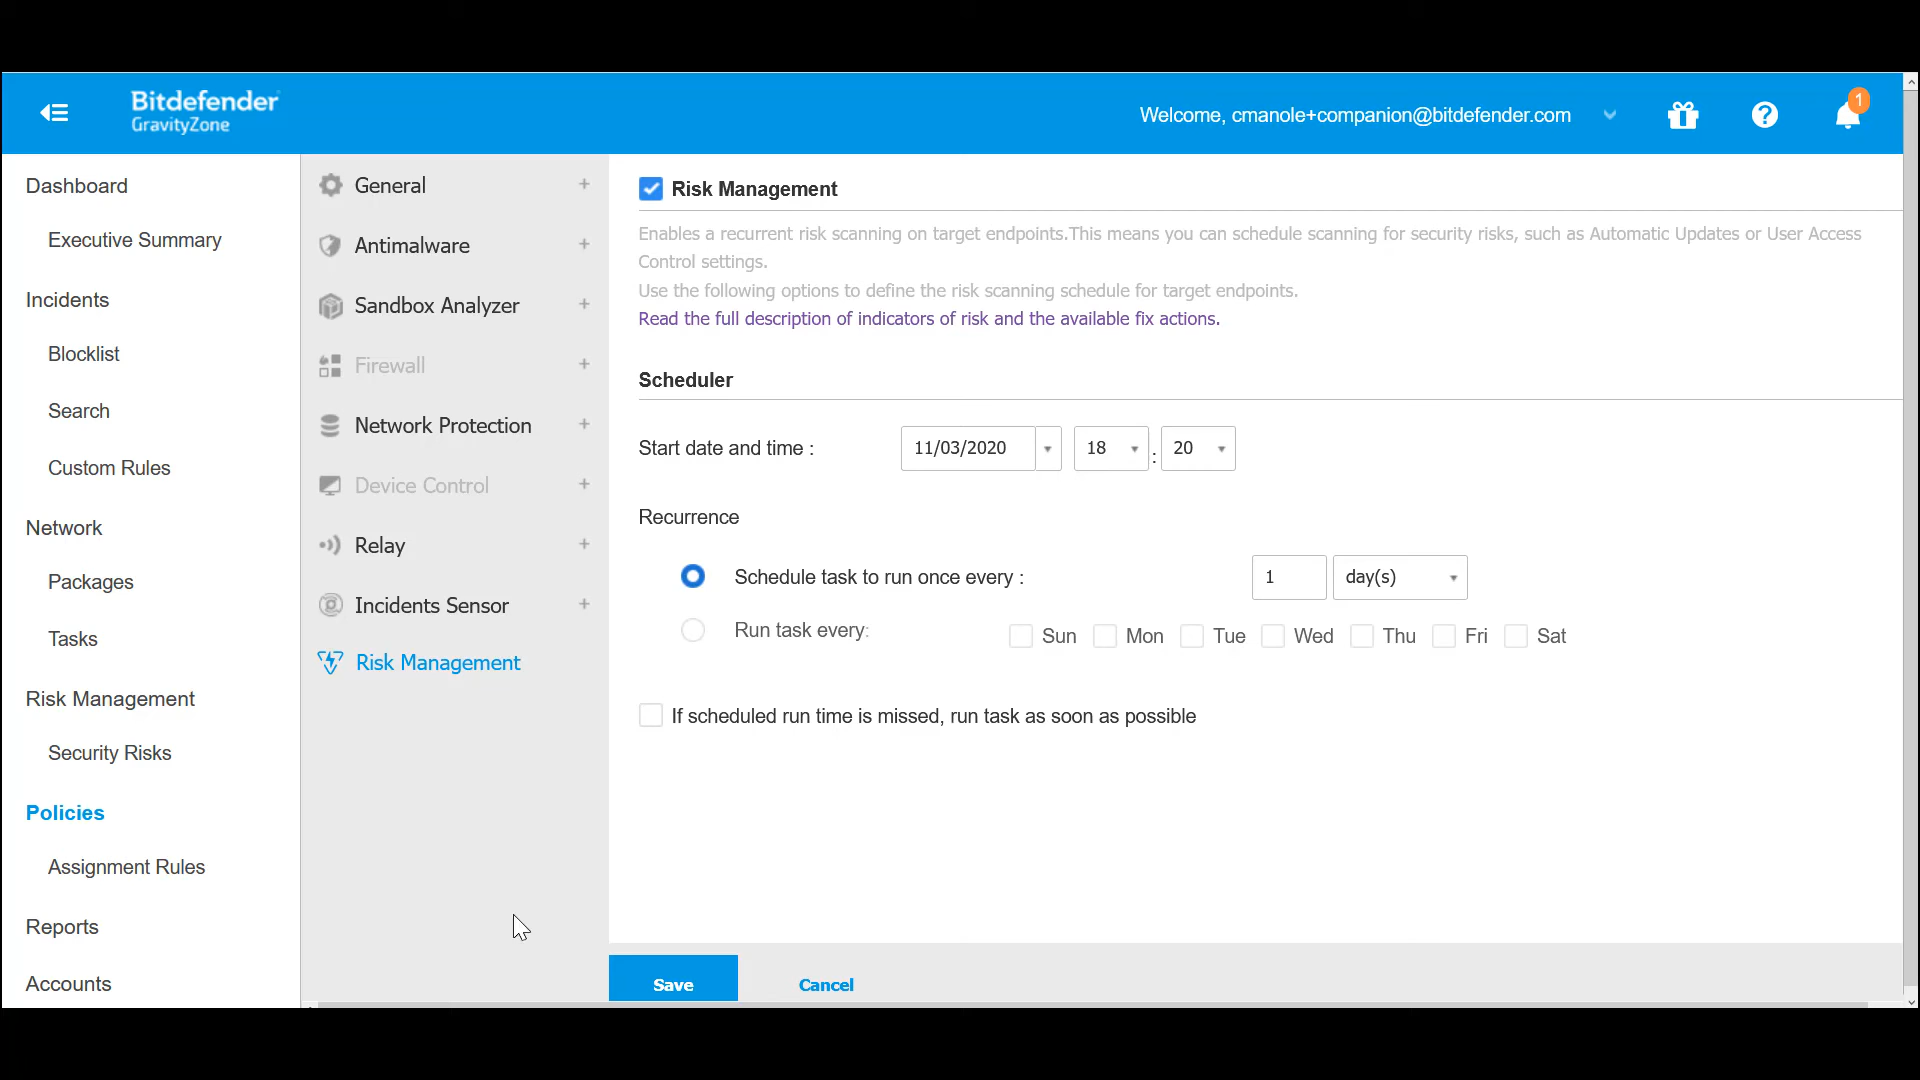 Bitdefender
GravityZone
Welcome, cmanole+companion@bitdefender.com
1
Dashboard
Executive Summary
Incidents
Blocklist
Search
Custom Rules
Network
Packages
Tasks
Risk Management
Security Risks
Policies
Assignment Rules
Reports
Accounts
General +
Antimalware +
Sandbox Analyzer +
Firewall +
Network Protection +
Device Control +
Relay +
Incidents Sensor +
Risk Management
Risk Management
Enables a recurrent risk scanning on target endpoints.This means you can schedule scanning for security risks, such as Automatic Updates or User Access
Control settings.
Use the following options to define the risk scanning schedule for target endpoints.
Read the full description of indicators of risk and the available fix actions.
Scheduler
Start date and time : 11/03/2020 18 : 20
Recurrence
Schedule task to run once every : 1 day(s)
Run task every: Sun Mon Tue Wed Thu Fri Sat
If scheduled run time is missed, run task as soon as possible
Save Cancel